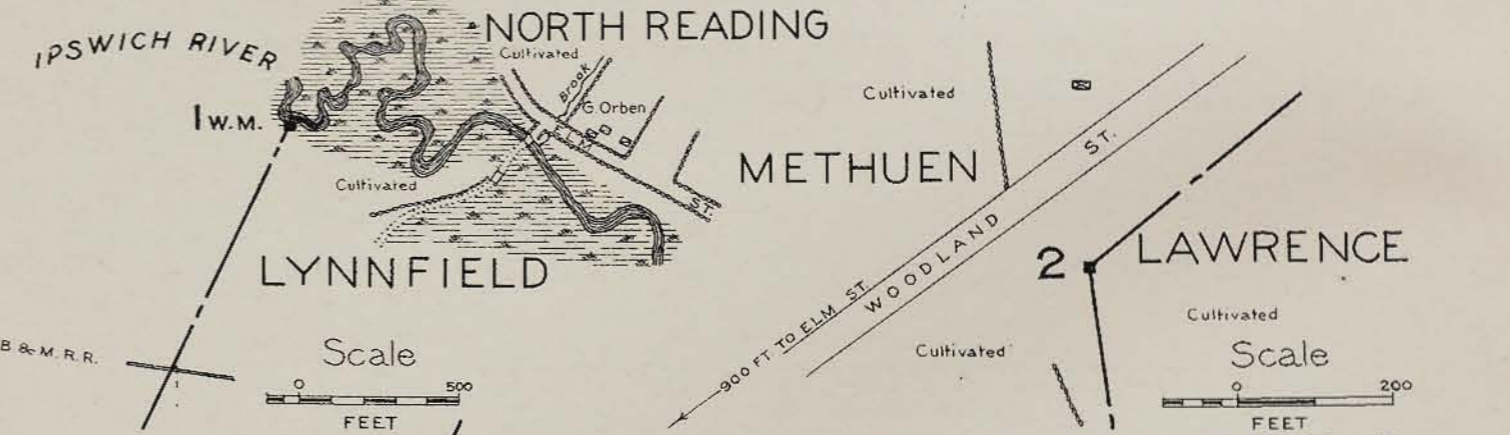 NORTH READING
IPSWICH RIVER
Cultivated
Brook
G. Orben
1 W.M.
ELM
ST.
Cultivated
LYNNFIELD
B & M. R. R.
Scale
0 500
FEET
Cultivated
METHUEN
WOODLAND ST.
900 FT. TO ELM ST.
2
LAWRENCE
Cultivated
Cultivated
Scale
0 200
FEET